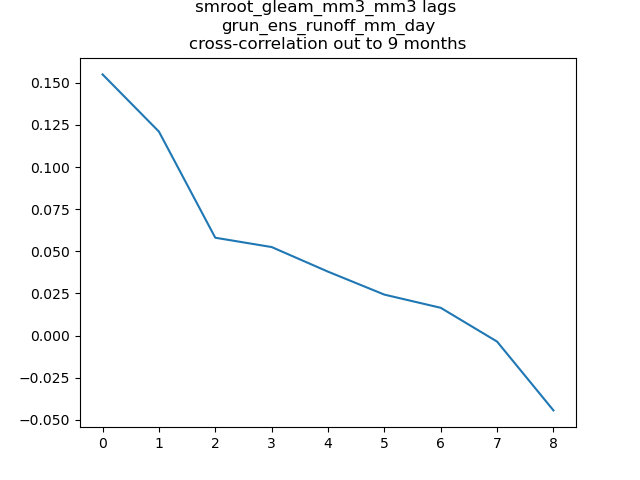 smroot_gleam_mm3_mm3 lags
grun_ens_runoff_mm_day
cross-correlation out to 9 months
0.150
0.125
0.100
0.075
0.050
0.025
0.000
−0.025
−0.050
0 1 2 3 4 5 6 7 8